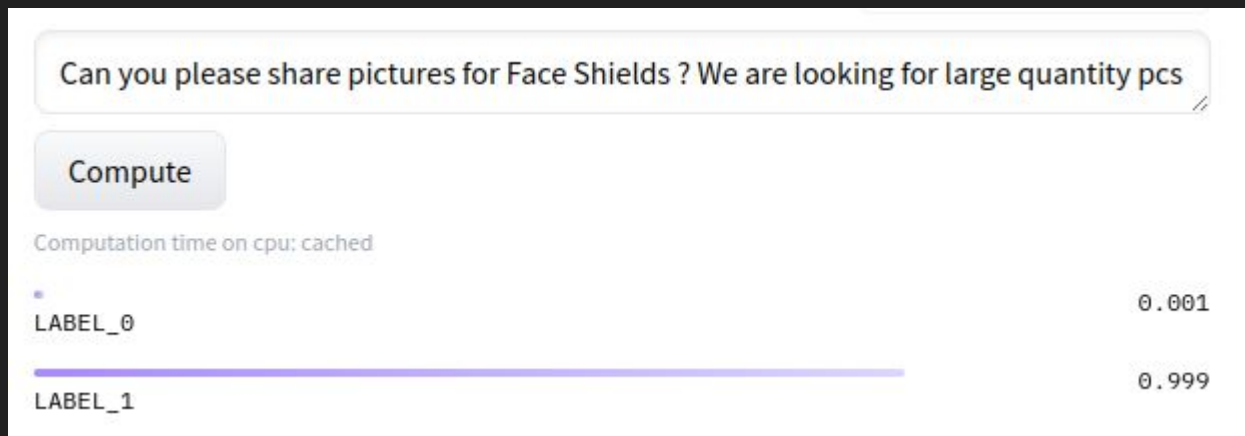 Can you please share pictures for Face Shields ? We are looking for large quantity pcs
Compute
Computation time on cpu: cached
0.001
LABEL_0
0.999
LABEL_1